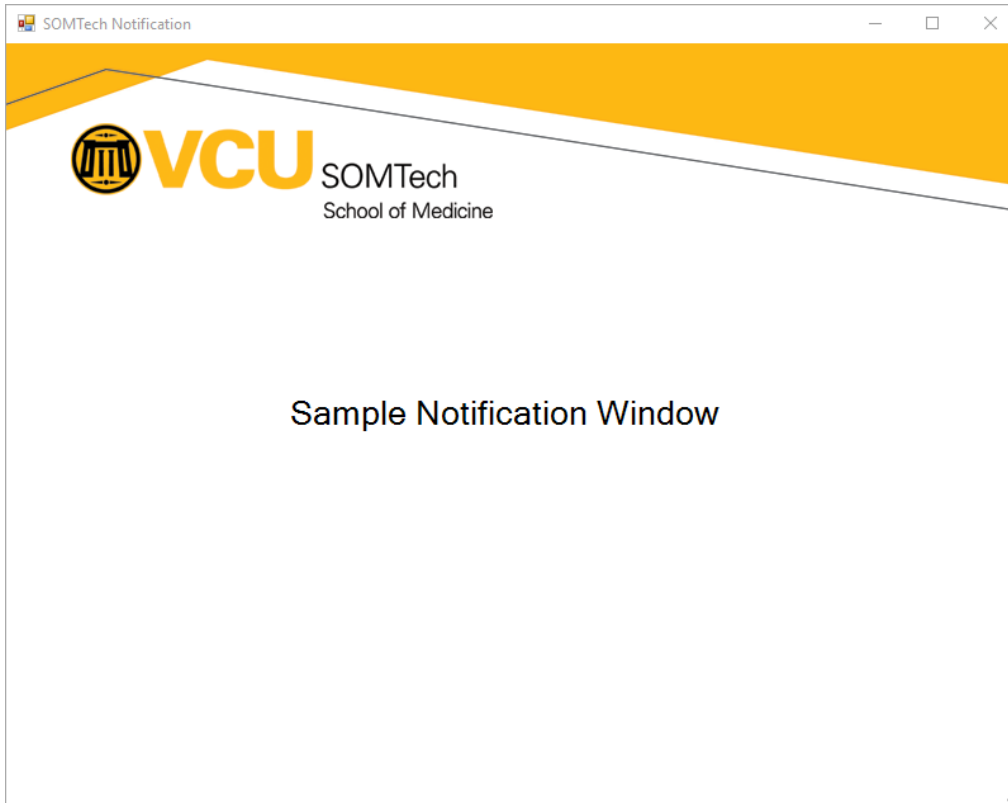 SOMTech Notification
VCU SOMTech
School of Medicine
Sample Notification Window